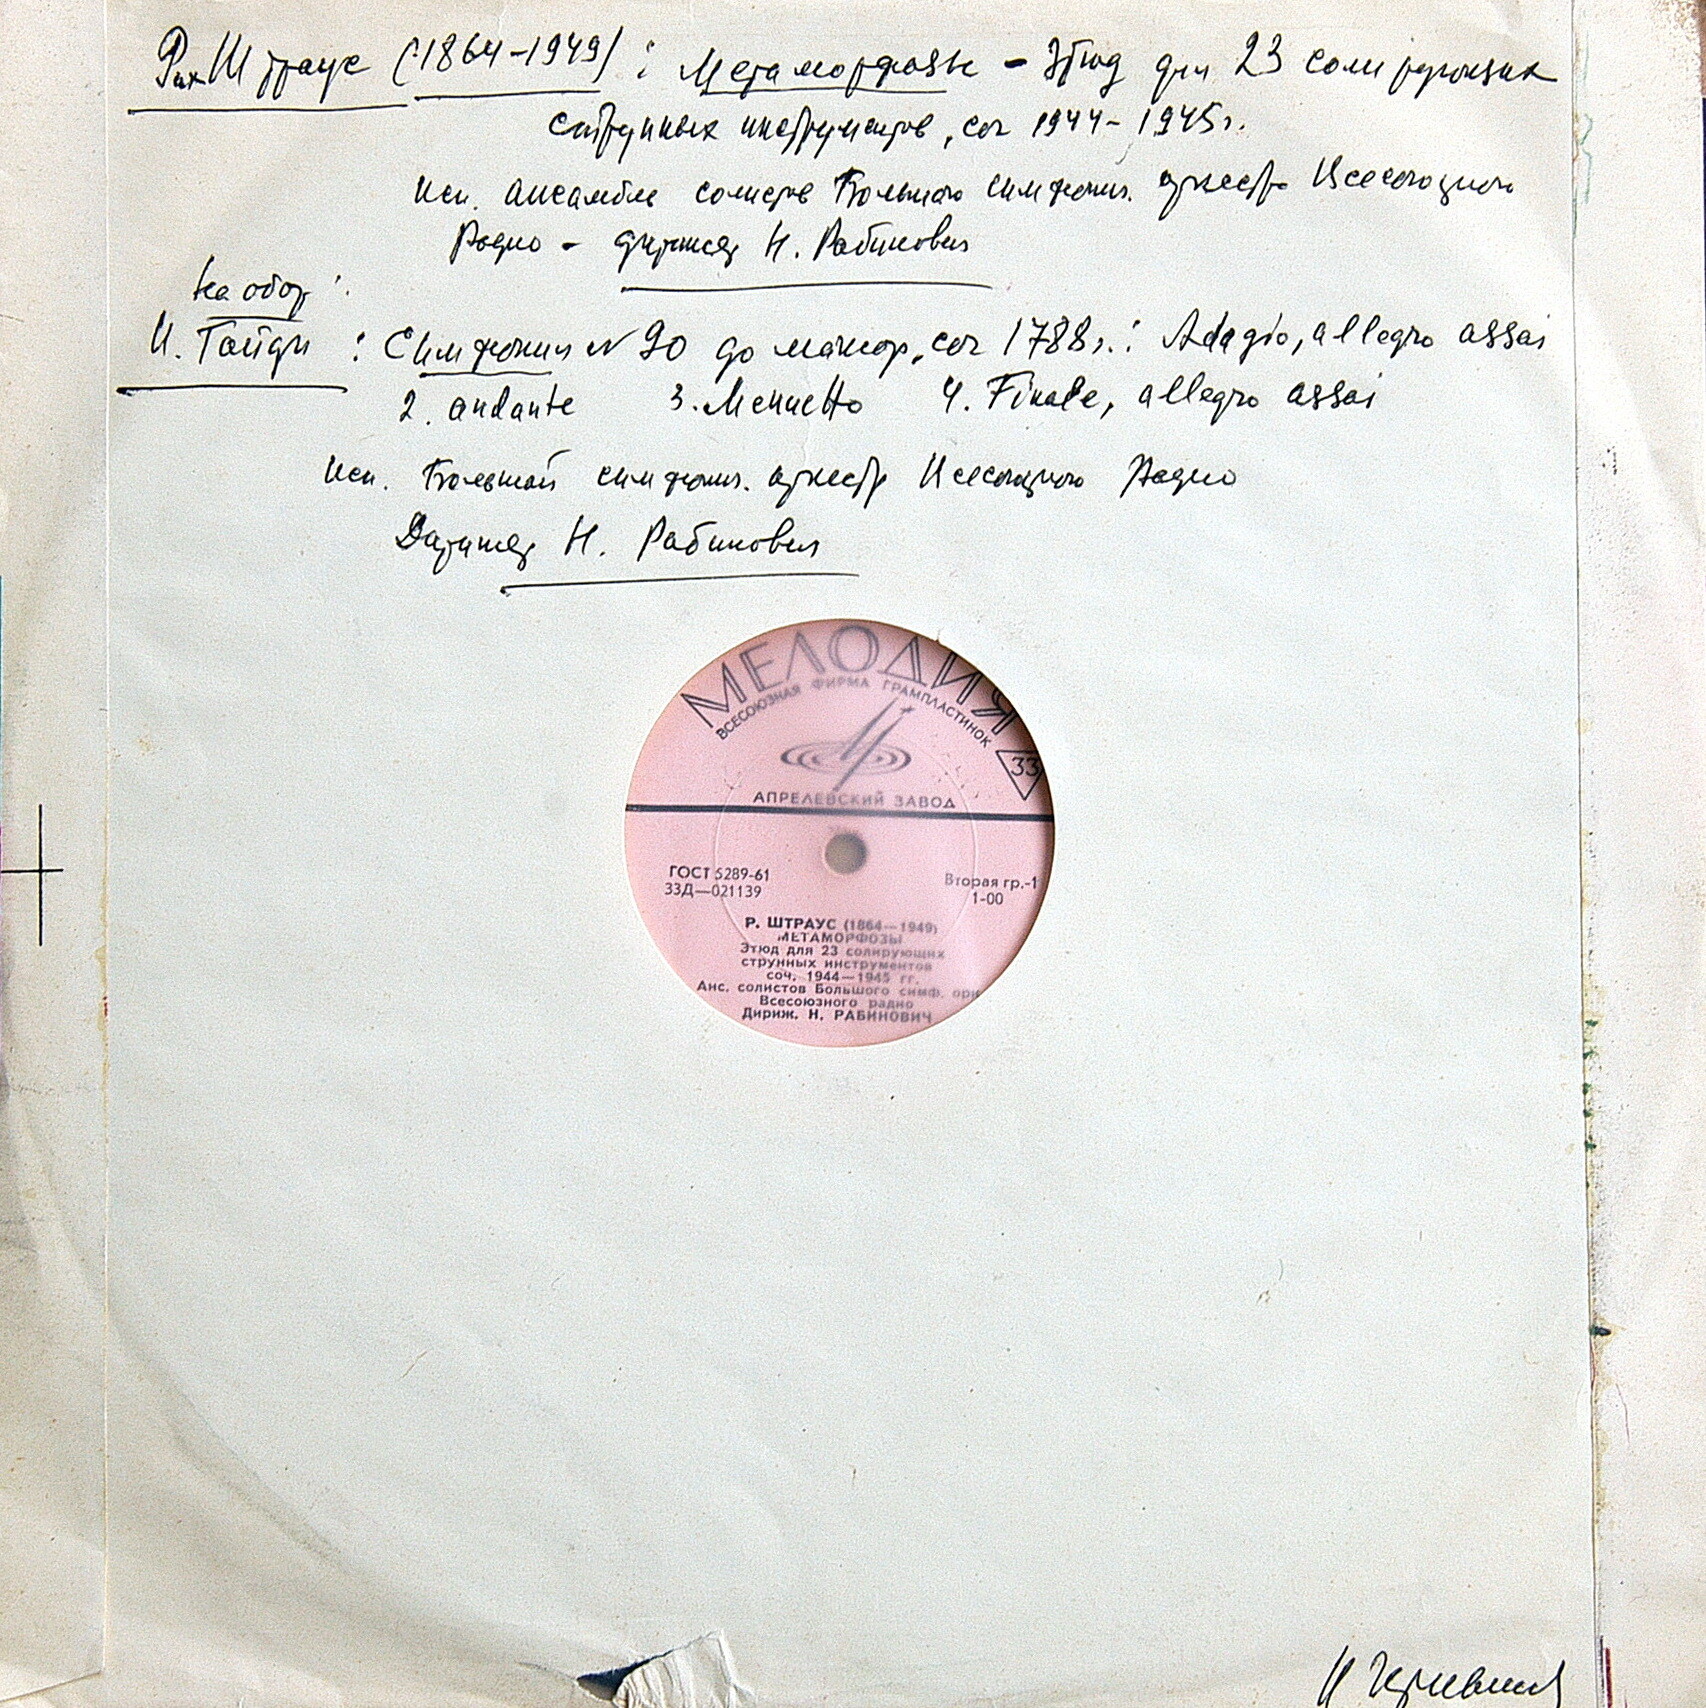 Рих Штраус (1864-1949): Метаморфозы - Этюд для 23 солирующих
струнных инструментов, соч 1944-1945г.
исп. ансамбль солистов Большого симфонич. оркестра Всесоюзного
Радио - дирижер Н. Рабинович
На обор:
И. Гайдн: Симфония № 90 до мажор, соч 1788г.: Adagio, allegro assai
2. andante 3. Menuetto 4. Finale, allegro assai
исп. Большой симфонич. оркестр Всесоюзного Радио
Дирижер Н. Рабинович
МЕЛОДИЯ
ВСЕСОЮЗНАЯ ФИРМА ГРАМПЛАСТИНОК
33
АПРЕЛЕВСКИЙ ЗАВОД
ГОСТ 5289-61
33Д—021139
Вторая гр.-1
1-00
Р. ШТРАУС (1864—1949)
МЕТАМОРФОЗЫ
Этюд для 23 солирующих
струнных инструментов
соч. 1944—1945 гг.
Анс. солистов Большого симф. орк
Всесоюзного радио
Дириж. Н. РАБИНОВИЧ